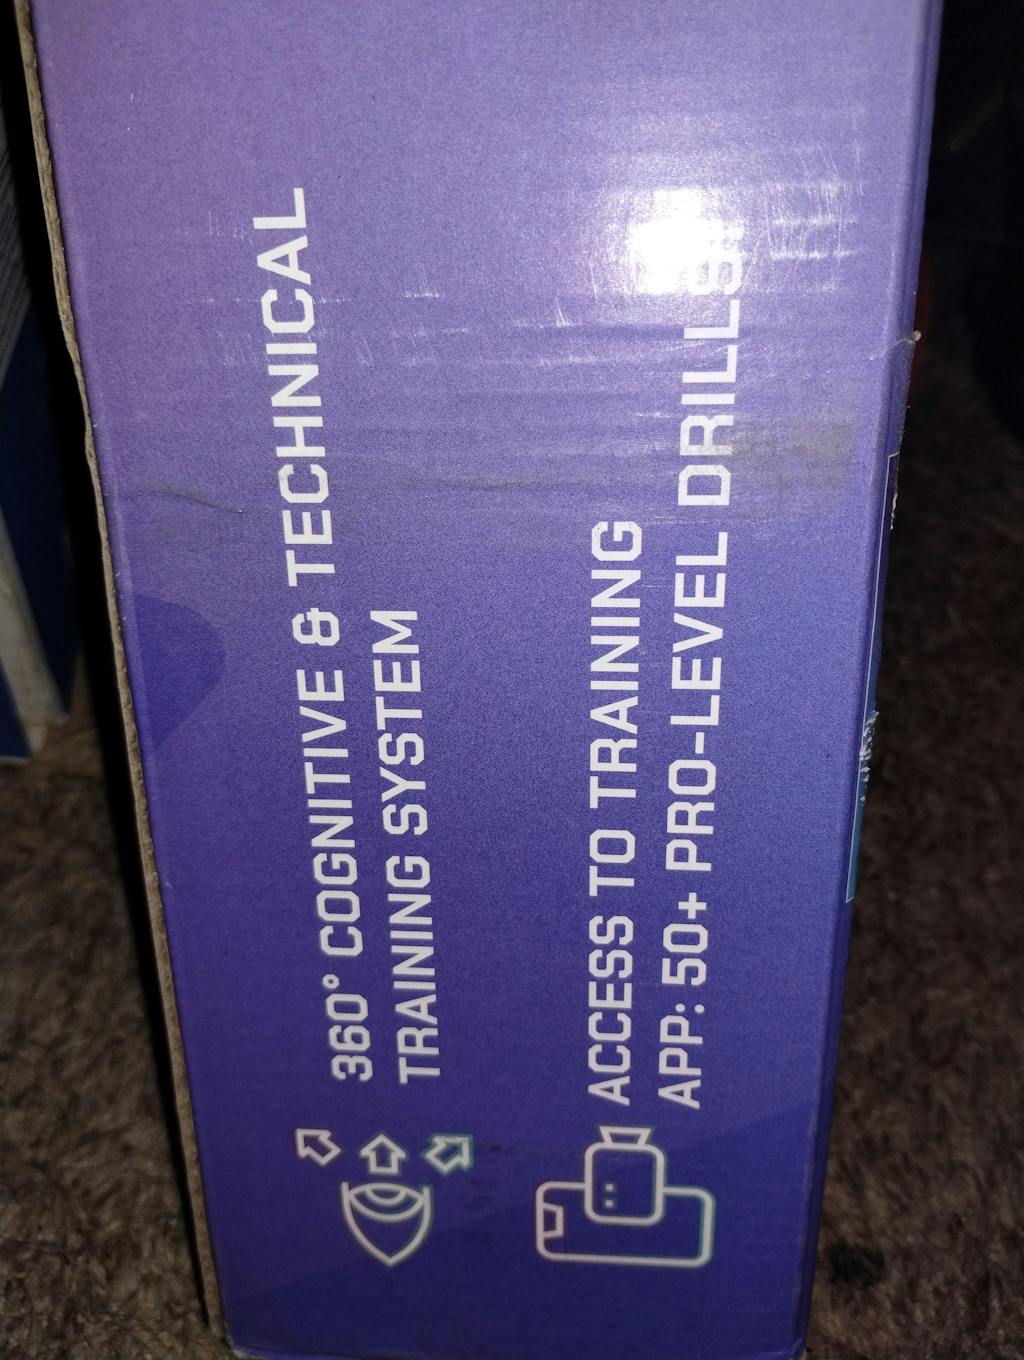 360° COGNITIVE & TECHNICAL
TRAINING SYSTEM
ACCESS TO TRAINING
APP: 50+ PRO-LEVEL DRILLS